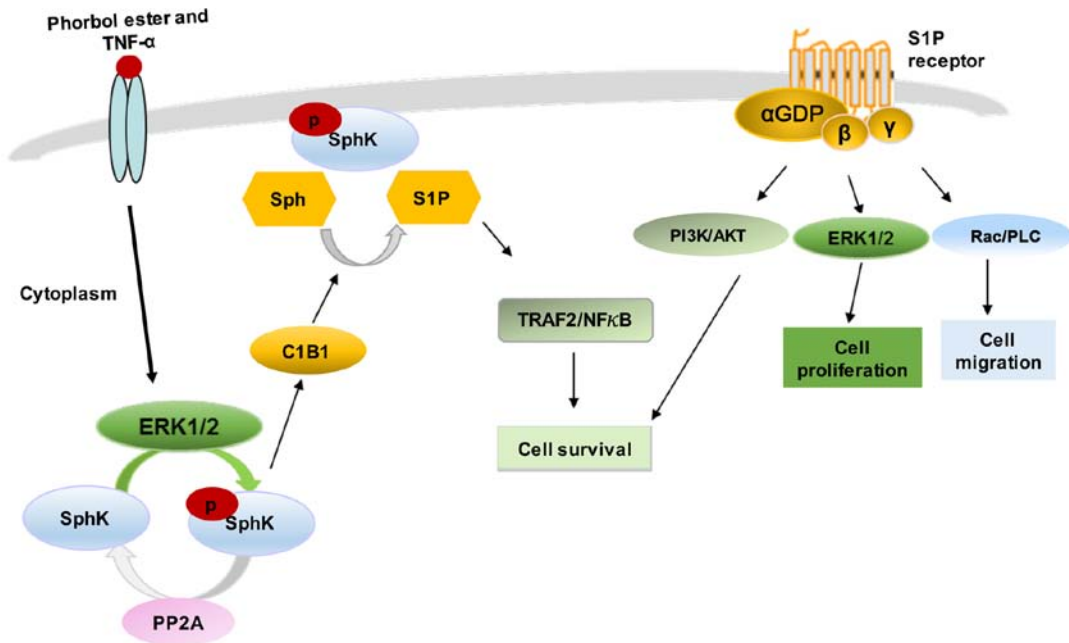 Phorbol ester and
TNF-α
S1P
receptor
p
SphK
αGDP
β
γ
Sph
S1P
PI3K/AKT
ERK1/2
Rac/PLC
Cytoplasm
TRAF2/NFκB
C1B1
Cell
proliferation
Cell
migration
ERK1/2
Cell survival
SphK
p
SphK
PP2A